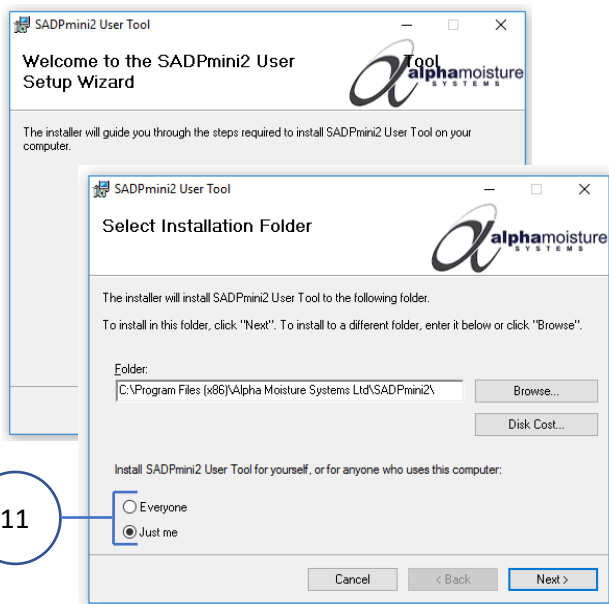 SADPmini2 User Tool
Welcome to the SADPmini2 User Tool
Setup Wizard
alphamoisture
SYSTEMS
The installer will guide you through the steps required to install SADPmini2 User Tool on your
computer.
SADPmini2 User Tool
Select Installation Folder
alphamoisture
SYSTEMS
The installer will install SADPmini2 User Tool to the following folder.
To install in this folder, click "Next". To install to a different folder, enter it below or click "Browse".
Folder:
C:\Program Files (x86)\Alpha Moisture Systems Ltd\SADPmini2\
Browse...
Disk Cost...
Install SADPmini2 User Tool for yourself, or for anyone who uses this computer:
Everyone
11
Just me
Cancel
< Back
Next >